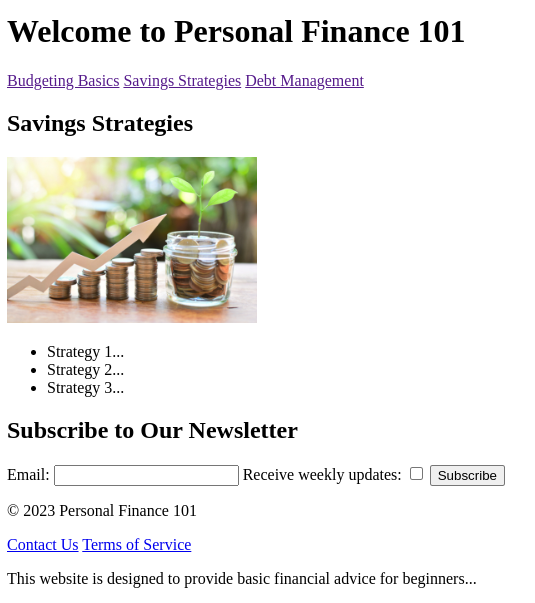 Welcome to Personal Finance 101
Budgeting Basics Savings Strategies Debt Management
Savings Strategies
Strategy 1...
Strategy 2...
Strategy 3...
Subscribe to Our Newsletter
Email: Receive weekly updates: Subscribe
© 2023 Personal Finance 101
Contact Us Terms of Service
This website is designed to provide basic financial advice for beginners...